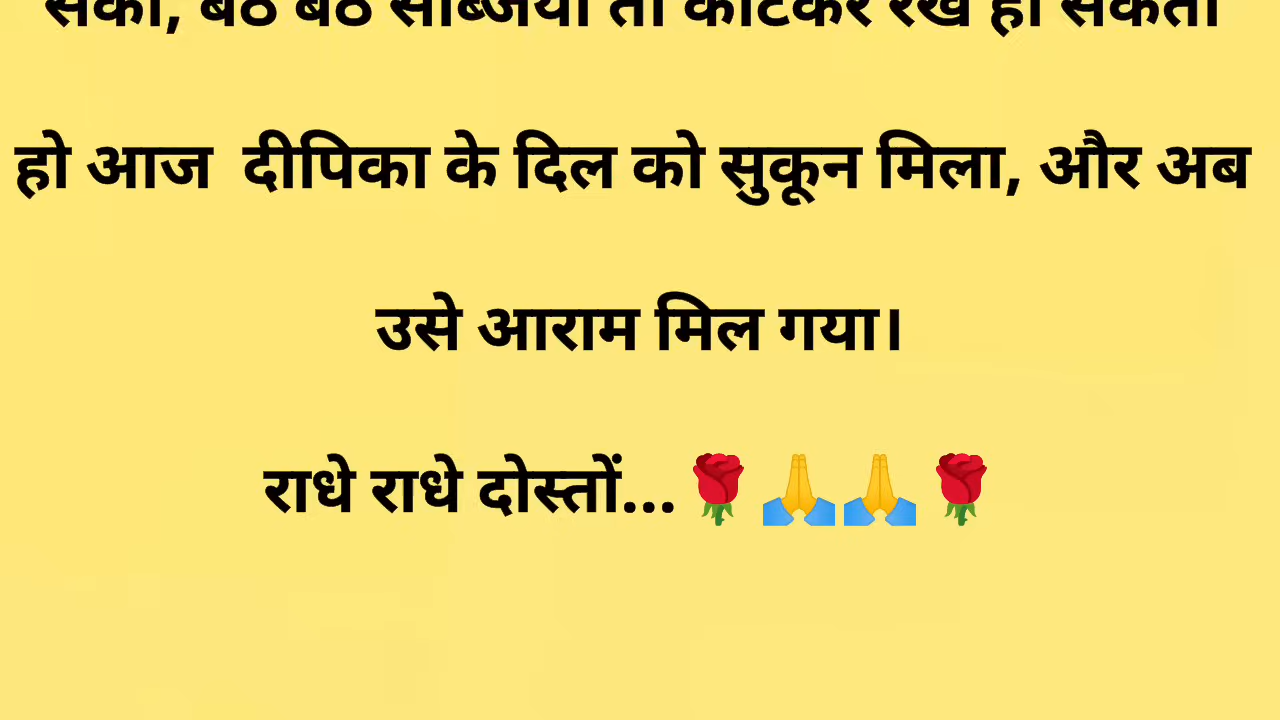 सको, बैठे बैठे सब्जियां तो काटकर रख ही सकती
हो आज दीपिका के दिल को सुकून मिला, और अब
उसे आराम मिल गया।
राधे राधे दोस्तों...🌹🙏🙏🌹